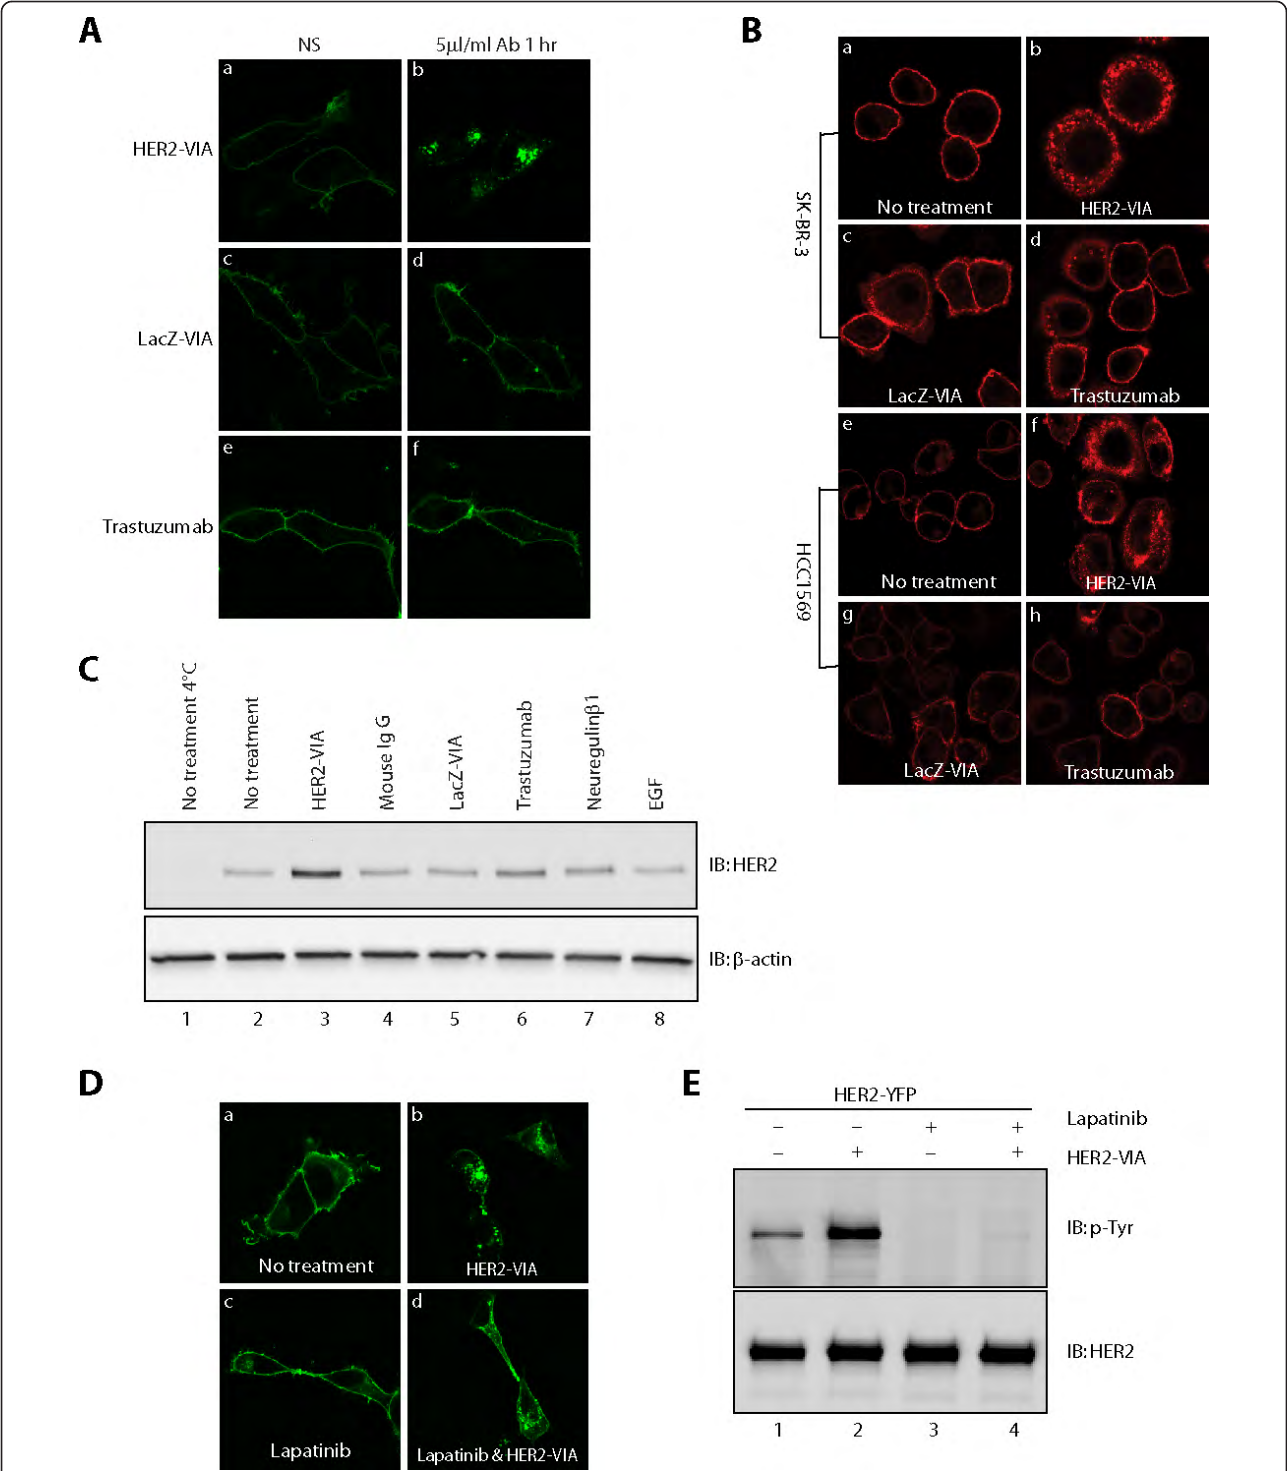 A
NS
5μl/ml Ab 1 hr
a
b
HER2-VIA
c
d
LacZ-VIA
e
f
Trastuzumab
B
a
b
No treatment
HER2-VIA
SK-BR-3
c
d
LacZ-VIA
Trastuzumab
e
f
No treatment
HER2-VIA
HCC1569
g
h
LacZ-VIA
Trastuzumab
C
No treatment 4°C
No treatment
HER2-VIA
Mouse Ig G
LacZ-VIA
Trastuzumab
Neuregulinβ1
EGF
IB:HER2
IB:β-actin
1 2 3 4 5 6 7 8
D
a
b
No treatment
HER2-VIA
c
d
Lapatinib
Lapatinib & HER2-VIA
E
HER2-YFP
– – + + Lapatinib
– + – + HER2-VIA
IB:p-Tyr
IB:HER2
1 2 3 4